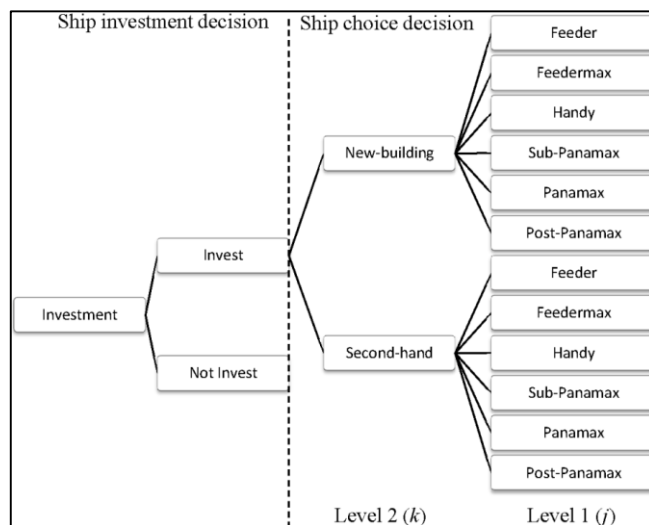 Ship investment decision
Ship choice decision
Feeder
Feedermax
Handy
New-building
Sub-Panamax
Panamax
Post-Panamax
Invest
Feeder
Investment
Feedermax
Second-hand
Handy
Not Invest
Sub-Panamax
Panamax
Post-Panamax
Level 2 (k)
Level 1 (j)